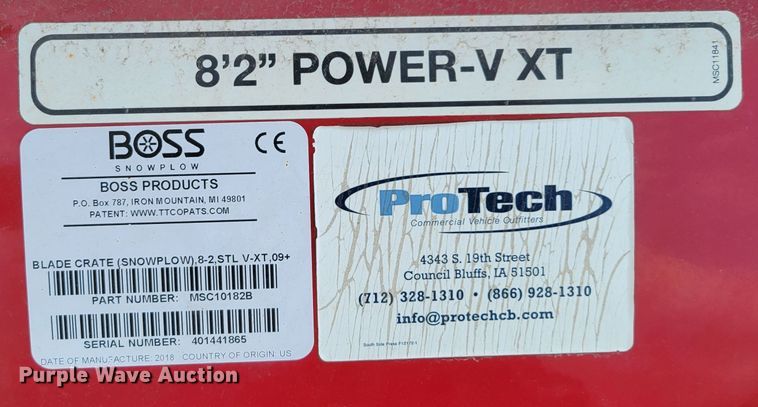 8'2" POWER-V XT
MSC11841
BOSS
SNOWPLOW
CE
BOSS PRODUCTS
P.O. Box 787, IRON MOUNTAIN, MI 49801
PATENT: WWW.TTCOPATS.COM
BLADE CRATE (SNOWPLOW),8-2,STL V-XT,09+
PART NUMBER: MSC10182B
SERIAL NUMBER: 401441865
DATE OF MANUFACTURE: 2018 COUNTRY OF ORIGIN: US
ProTech
Commercial Vehicle Outfitters
4343 S. 19th Street
Council Bluffs, IA 51501
(712) 328-1310 • (866) 928-1310
info@protechcb.com
South Side Press
Purple Wave Auction